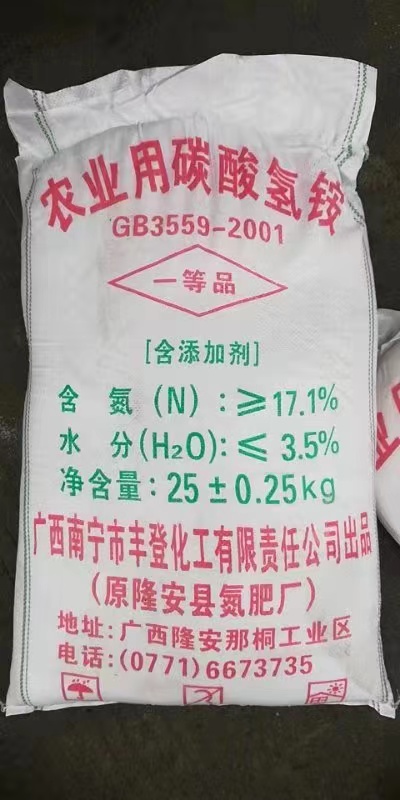 农业用碳酸氢铵
GB3559-2001
一等品
[含添加剂]
含 氮 (N) : ≥17.1%
水 分(H₂O): ≤ 3.5%
净含量: 25±0.25kg
广西南宁市丰登化工有限责任公司出品
(原隆安县氮肥厂)
地址: 广西隆安那桐工业区
电话: (0771)6673735
业用